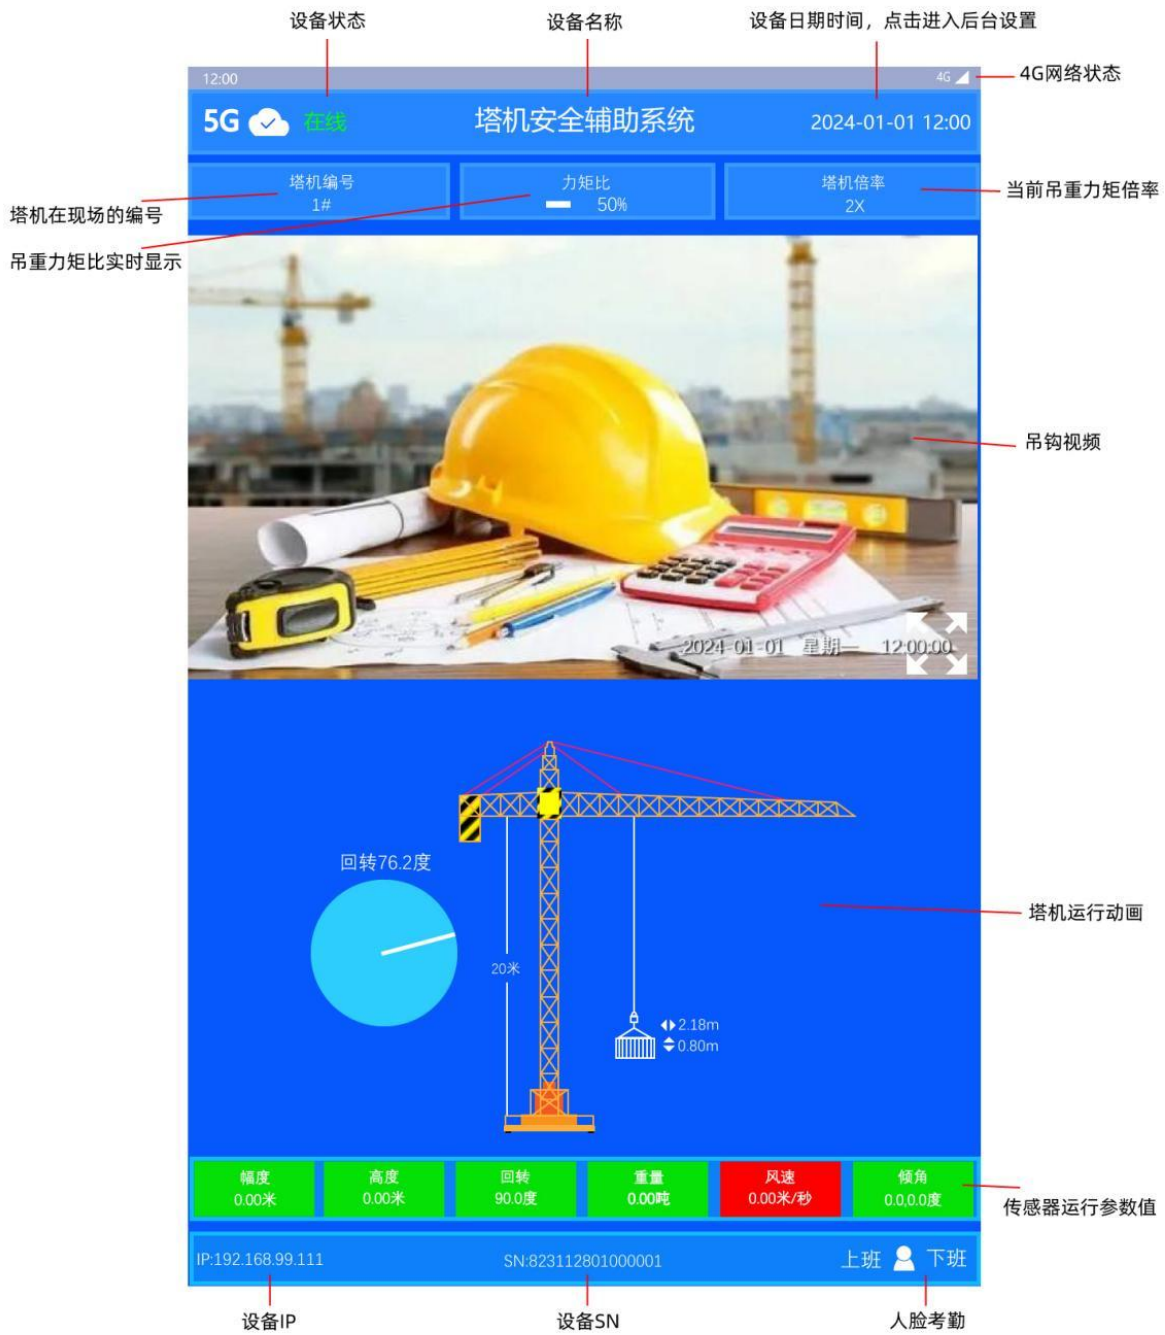 设备状态
设备名称
设备日期时间，点击进入后台设置
12:00
4G
4G网络状态
5G 在线
塔机安全辅助系统
2024-01-01 12:00
塔机编号
1#
力矩比
50%
塔机倍率
2X
塔机在现场的编号
当前吊重力矩倍率
吊重力矩比实时显示
吊钩视频
2024-01-01 星期一 12:00:00
回转76.2度
塔机运行动画
20米
2.18m
0.80m
幅度
0.00米
高度
0.00米
回转
90.0度
重量
0.00吨
风速
0.00米/秒
倾角
0.0,0.0度
传感器运行参数值
IP:192.168.99.111
SN:823112801000001
上班 下班
设备IP
设备SN
人脸考勤